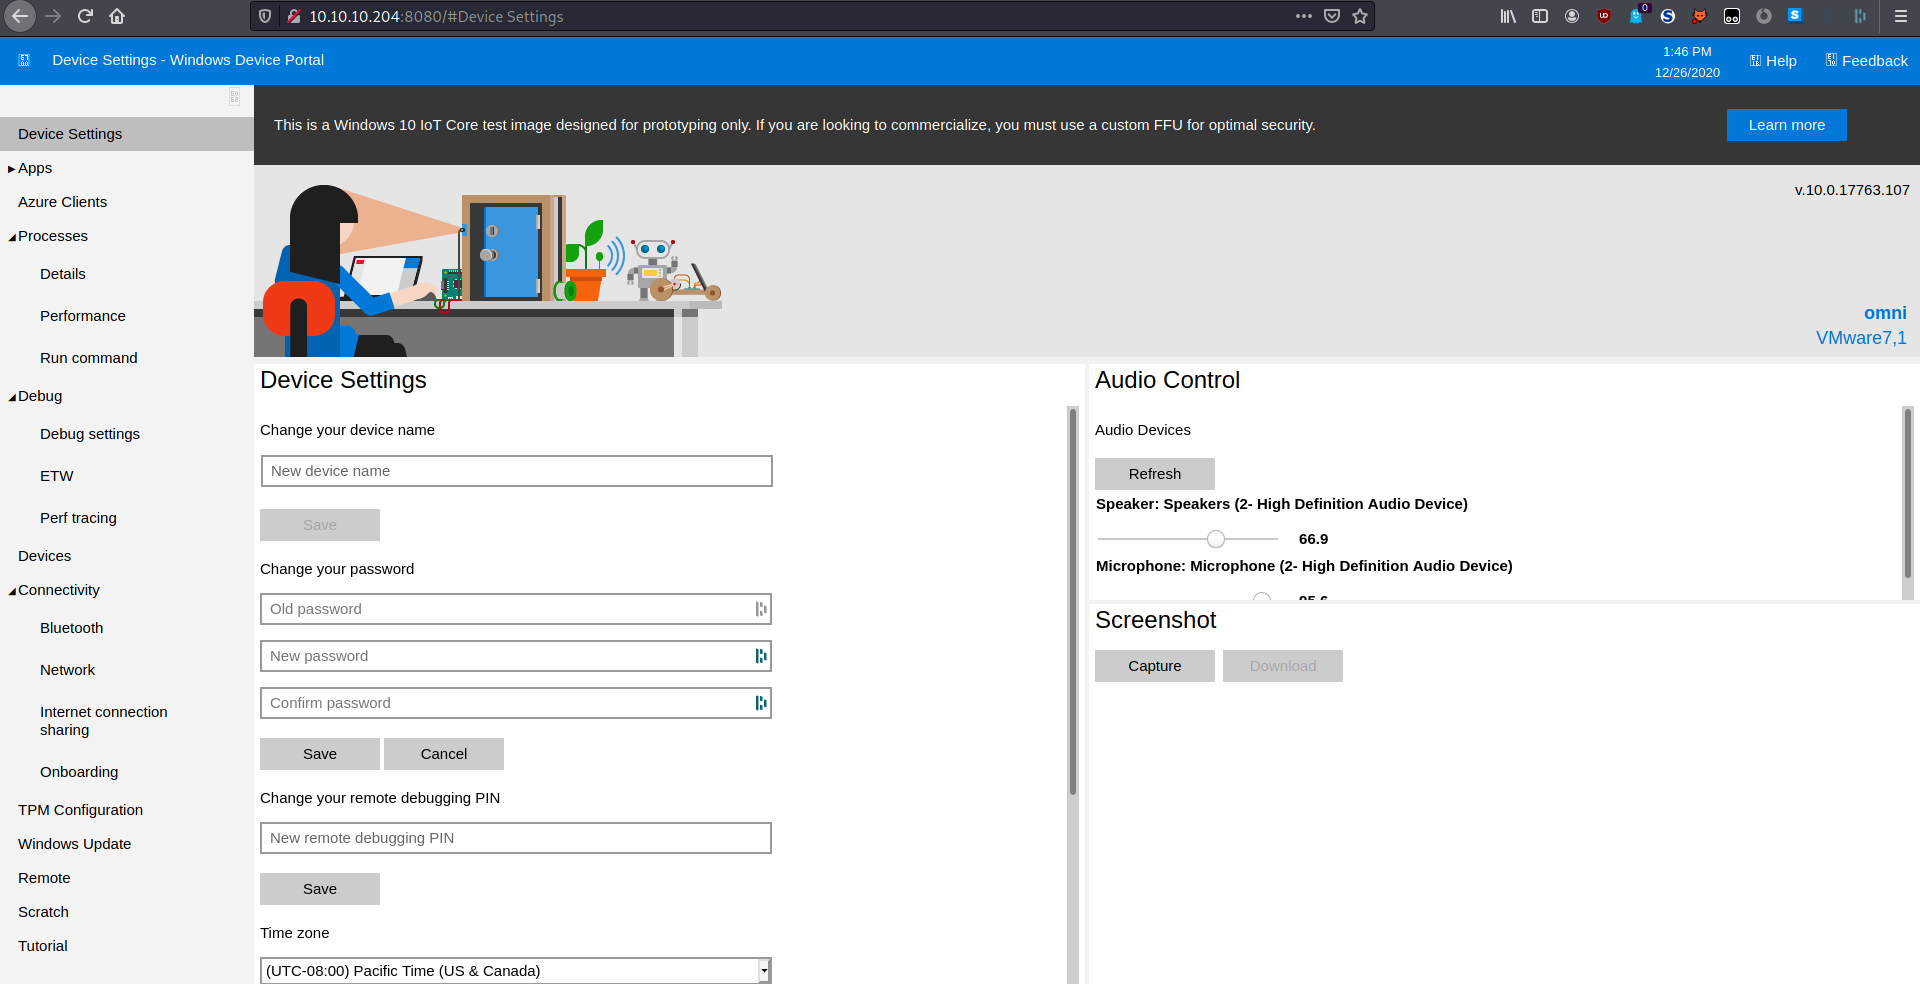 10.10.10.204:8080/#Device Settings
Device Settings - Windows Device Portal
1:46 PM
12/26/2020
Help
Feedback
Device Settings
Apps
Azure Clients
Processes
Details
Performance
Run command
Debug
Debug settings
ETW
Perf tracing
Devices
Connectivity
Bluetooth
Network
Internet connection
sharing
Onboarding
TPM Configuration
Windows Update
Remote
Scratch
Tutorial
This is a Windows 10 IoT Core test image designed for prototyping only. If you are looking to commercialize, you must use a custom FFU for optimal security.
Learn more
v.10.0.17763.107
omni
VMware7,1
Device Settings
Change your device name
New device name
Save
Change your password
Old password
New password
Confirm password
Save Cancel
Change your remote debugging PIN
New remote debugging PIN
Save
Time zone
(UTC-08:00) Pacific Time (US & Canada)
Audio Control
Audio Devices
Refresh
Speaker: Speakers (2- High Definition Audio Device)
66.9
Microphone: Microphone (2- High Definition Audio Device)
Screenshot
Capture Download